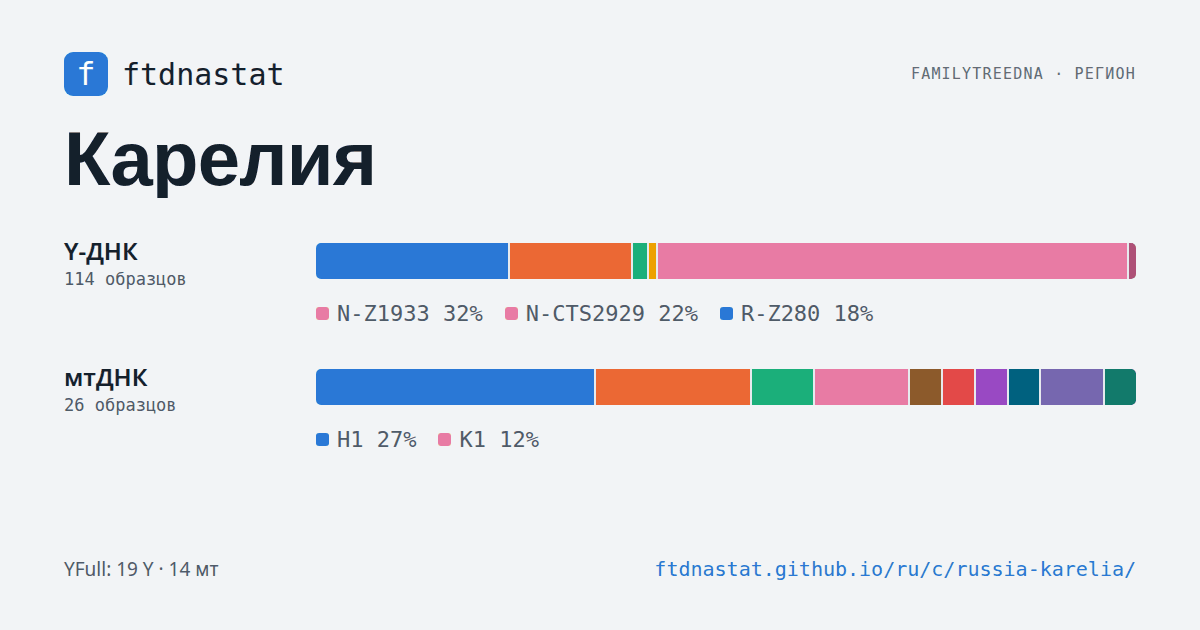 f ftdnastat
FAMILYTREEDNA · РЕГИОН
Карелия
Y-ДНК
114 образцов
N-Z1933 32% N-CTS2929 22% R-Z280 18%
мтДНК
26 образцов
H1 27% K1 12%
YFull: 19 Y · 14 мт
ftdnastat.github.io/ru/c/russia-karelia/